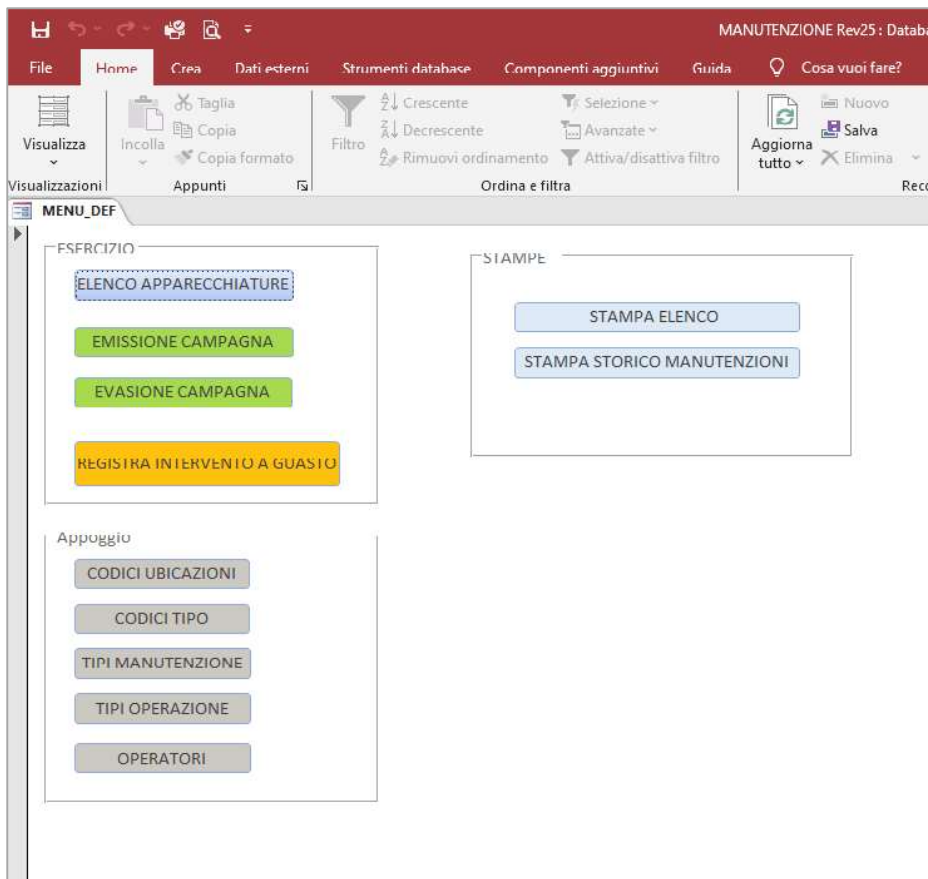 MANUTENZIONE Rev25 : Databa
File Home Crea Dati esterni Strumenti database Componenti aggiuntivi Guida Cosa vuoi fare?
Visualizza
Incolla
Taglia
Copia
Copia formato
Filtro
Crescente
Decrescente
Rimuovi ordinamento
Selezione
Avanzate
Attiva/disattiva filtro
Aggiorna
tutto
Nuovo
Salva
Elimina
Visualizzazioni Appunti Ordina e filtra Reco
MENU_DEF
ESERCIZIO
ELENCO APPARECCHIATURE
EMISSIONE CAMPAGNA
EVASIONE CAMPAGNA
REGISTRA INTERVENTO A GUASTO
STAMPE
STAMPA ELENCO
STAMPA STORICO MANUTENZIONI
Appoggio
CODICI UBICAZIONI
CODICI TIPO
TIPI MANUTENZIONE
TIPI OPERAZIONE
OPERATORI